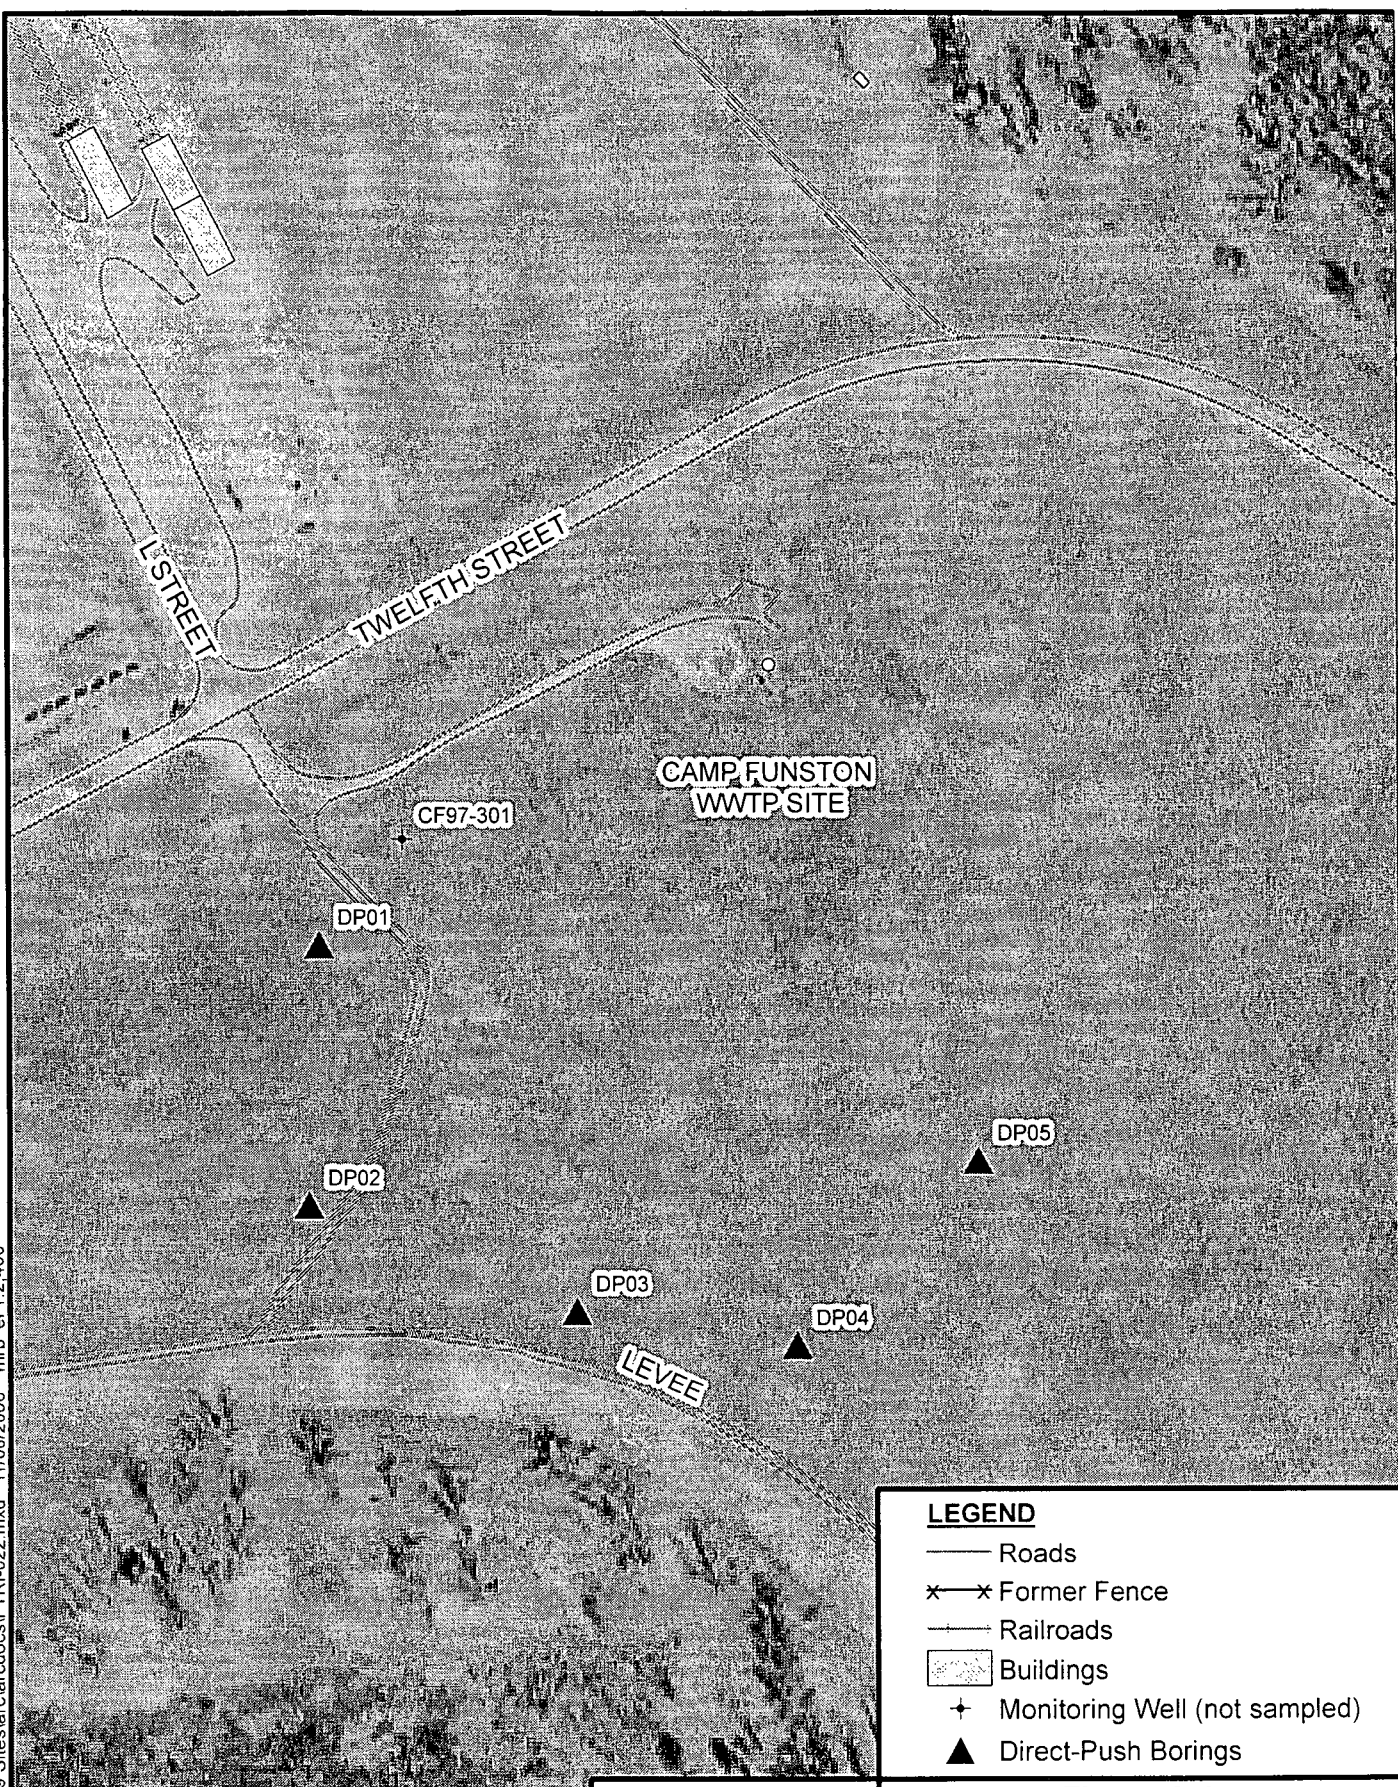 L STREET
TWELFTH STREET
CAMP FUNSTON
WWTP SITE
CF97-301
DP01
DP05
DP02
DP03
DP04
LEVEE
LEGEND
Roads
Former Fence
Railroads
Buildings
Monitoring Well (not sampled)
Direct-Push Borings